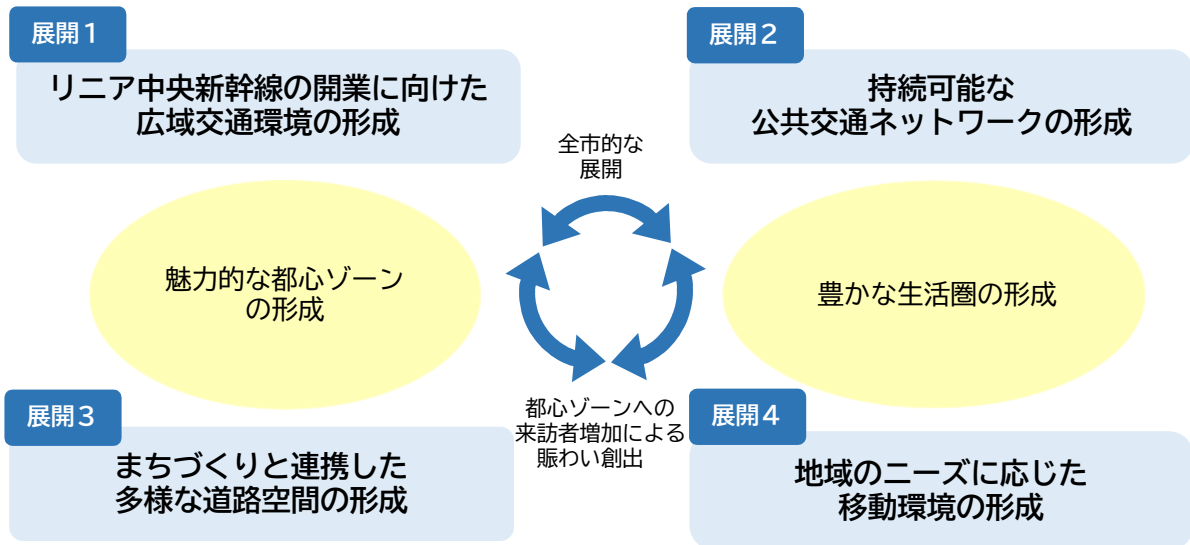 展開1
リニア中央新幹線の開業に向けた
広域交通環境の形成
展開2
持続可能な
公共交通ネットワークの形成
全市的な
展開
魅力的な都心ゾーン
の形成
豊かな生活圏の形成
展開3
まちづくりと連携した
多様な道路空間の形成
都心ゾーンへの
来訪者増加による
賑わい創出
展開4
地域のニーズに応じた
移動環境の形成